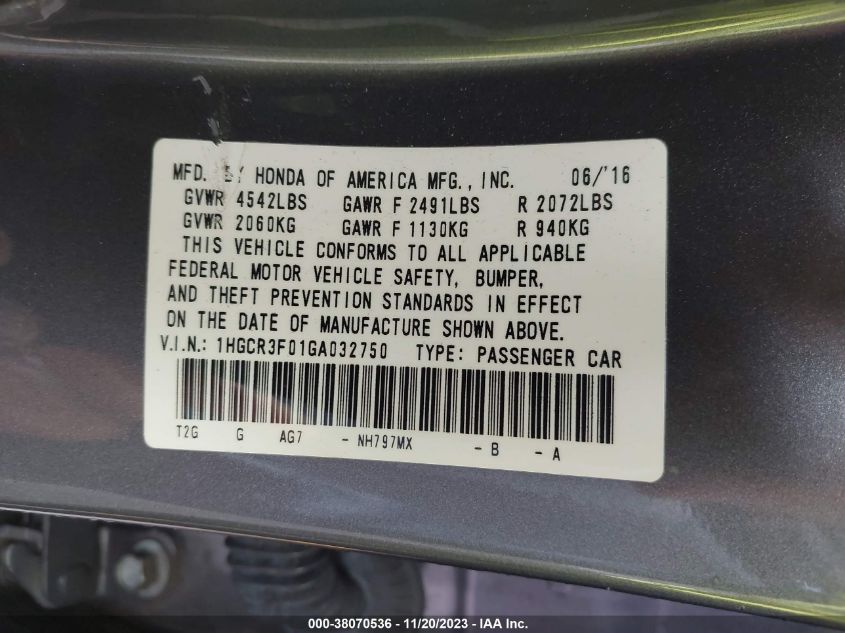 MFD. BY HONDA OF AMERICA MFG., INC. 06/'16
GVWR 4542LBS GAWR F 2491LBS R 2072LBS
GVWR 2060KG GAWR F 1130KG R 940KG
THIS VEHICLE CONFORMS TO ALL APPLICABLE
FEDERAL MOTOR VEHICLE SAFETY, BUMPER,
AND THEFT PREVENTION STANDARDS IN EFFECT
ON THE DATE OF MANUFACTURE SHOWN ABOVE.
V.I.N.: 1HGCR3F01GA032750 TYPE: PASSENGER CAR
T2G G AG7 - NH797MX - B - A
000-38070536 - 11/20/2023 - IAA Inc.